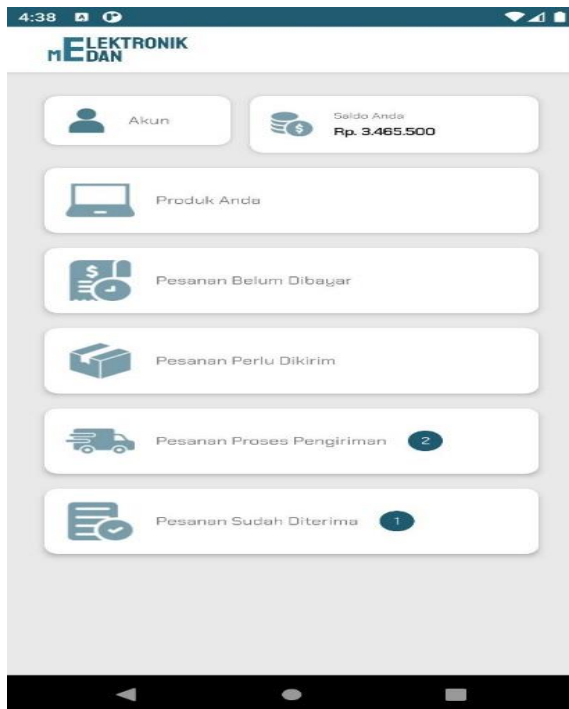 4:38
ELEKTRONIK
MEDAN
Akun
Saldo Anda
Rp. 3.465.500
Produk Anda
Pesanan Belum Dibayar
Pesanan Perlu Dikirim
Pesanan Proses Pengiriman 2
Pesanan Sudah Diterima 1